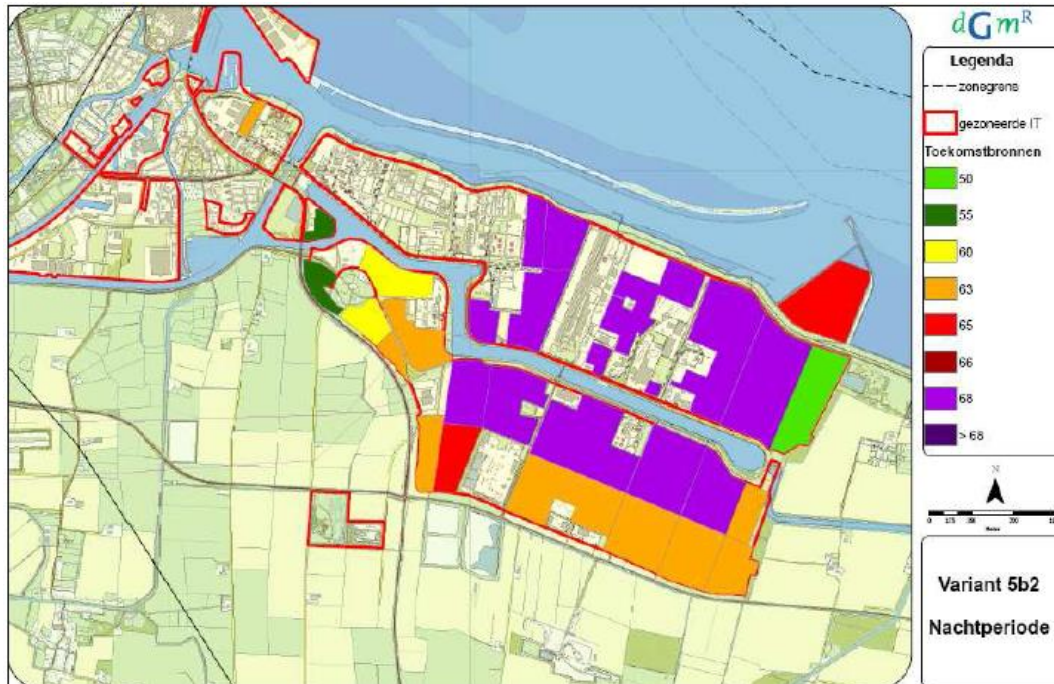 dGmR
Legenda
zonegrens
gezoneerde IT
Toekomstbronnen
50
55
60
63
65
66
68
> 68
N
Variant 5b2
Nachtperiode